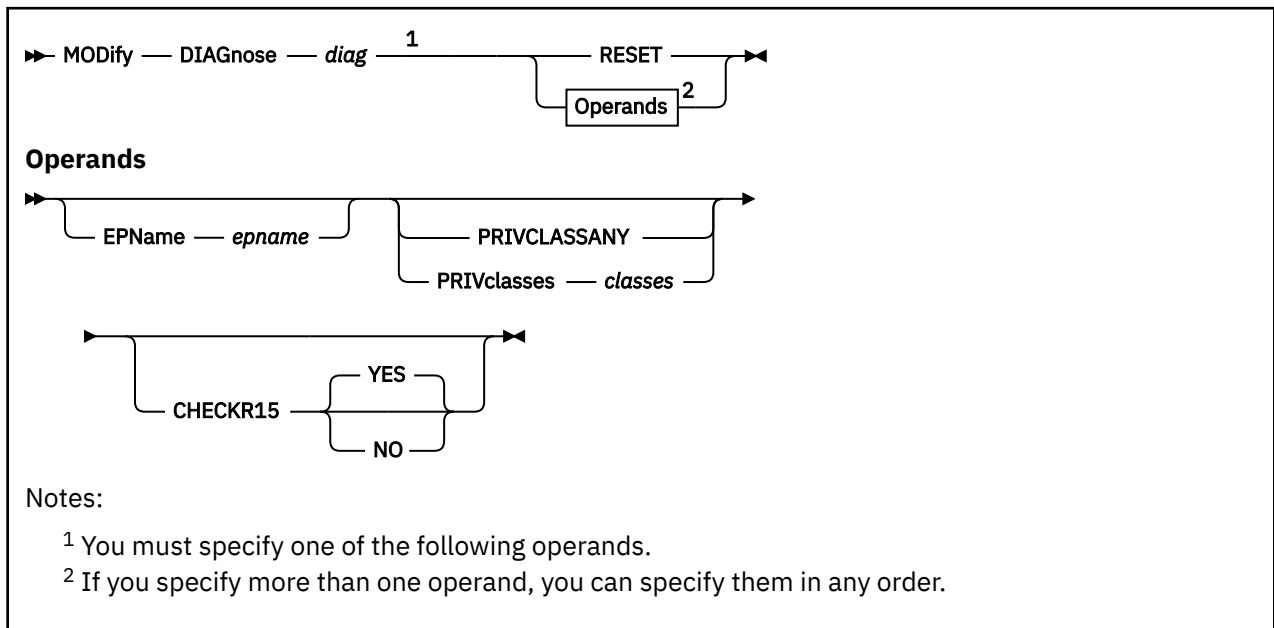 MODify DIAGnose diag 1 RESET
Operands 2
Operands
EPName epname PRIVCLASSANY
PRIVclasses classes
YES
CHECKR15
NO
Notes:
1 You must specify one of the following operands.
2 If you specify more than one operand, you can specify them in any order.